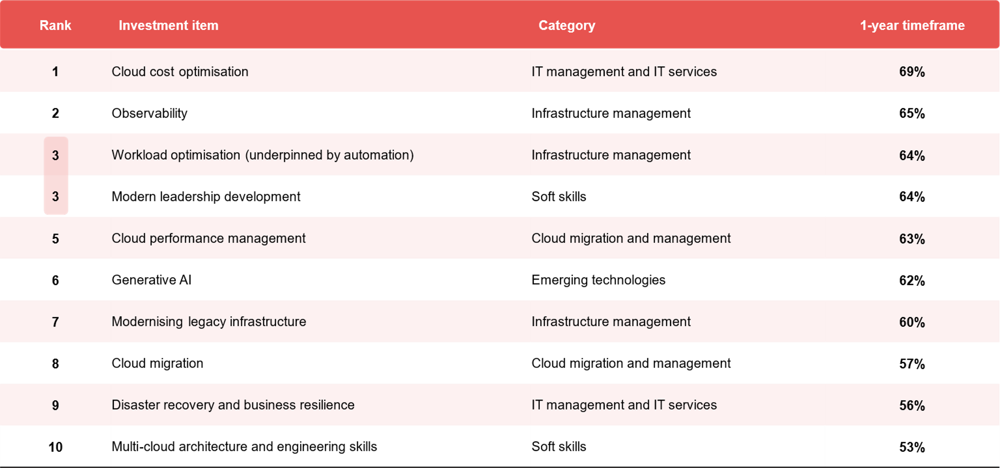 Rank Investment item Category 1-year timeframe
1 Cloud cost optimisation IT management and IT services 69%
2 Observability Infrastructure management 65%
3 Workload optimisation (underpinned by automation) Infrastructure management 64%
3 Modern leadership development Soft skills 64%
5 Cloud performance management Cloud migration and management 63%
6 Generative AI Emerging technologies 62%
7 Modernising legacy infrastructure Infrastructure management 60%
8 Cloud migration Cloud migration and management 57%
9 Disaster recovery and business resilience IT management and IT services 56%
10 Multi-cloud architecture and engineering skills Soft skills 53%